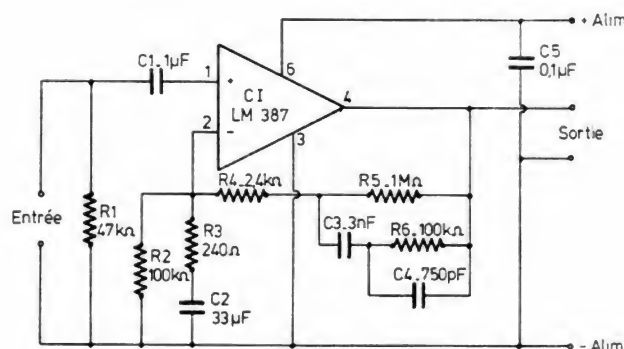 + Alim
C1.1µF
C5
0,1µF
1
+
6
CI
LM 387
4
2
−
3
Sortie
R4.2,4kΩ
R5.1MΩ
Entrée
R1
47kΩ
R2
100kΩ
R3
240Ω
C3.3nF
R6.100kΩ
C4.750pF
C2
33µF
− Alim